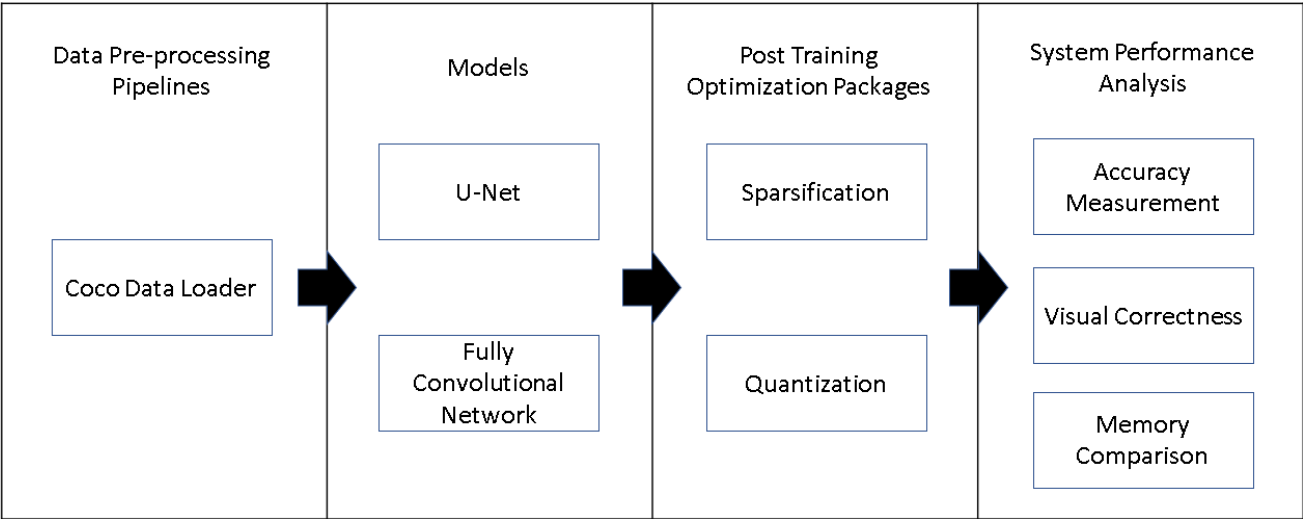 Data Pre-processing
Pipelines
Coco Data Loader
Models
U-Net
Fully
Convolutional
Network
Post Training
Optimization Packages
Sparsification
Quantization
System Performance
Analysis
Accuracy
Measurement
Visual Correctness
Memory
Comparison